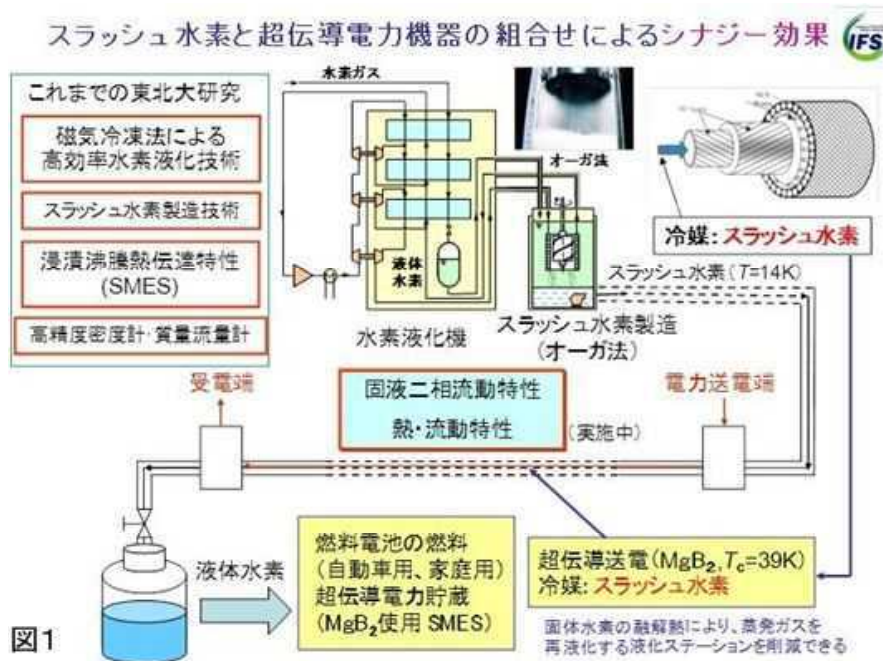 スラッシュ水素と超伝導電力機器の組合せによるシナジー効果
IFS
これまでの東北大研究
磁気冷凍法による
高効率水素液化技術
スラッシュ水素製造技術
浸漬沸騰熱伝達特性
(SMES)
高精度密度計・質量流量計
水素ガス
液体
水素
水素液化機
オーガ法
スラッシュ水素製造
(オーガ法)
冷媒: スラッシュ水素
スラッシュ水素(T=14K)
受電端
固液二相流動特性
熱・流動特性
(実施中)
電力送電端
液体水素
燃料電池の燃料
(自動車用、家庭用)
超伝導電力貯蔵
(MgB2使用 SMES)
超伝導送電(MgB2,Tc=39K)
冷媒: スラッシュ水素
固体水素の融解熱により、蒸発ガスを
再液化する液化ステーションを削減できる
図1